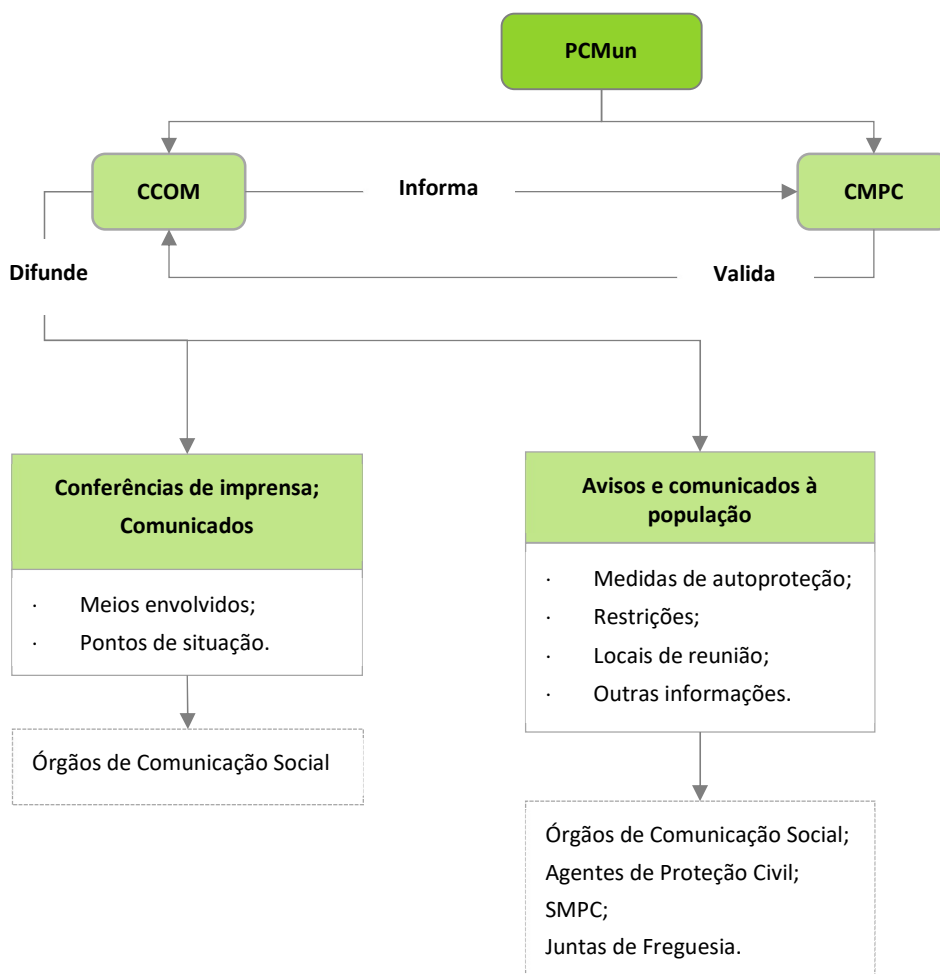 PCMun
CCOM
Informa
CMPC
Difunde
Valida
Conferências de imprensa;
Comunicados
· Meios envolvidos;
· Pontos de situação.
Órgãos de Comunicação Social
Avisos e comunicados à
população
· Medidas de autoproteção;
· Restrições;
· Locais de reunião;
· Outras informações.
Órgãos de Comunicação Social;
Agentes de Proteção Civil;
SMPC;
Juntas de Freguesia.